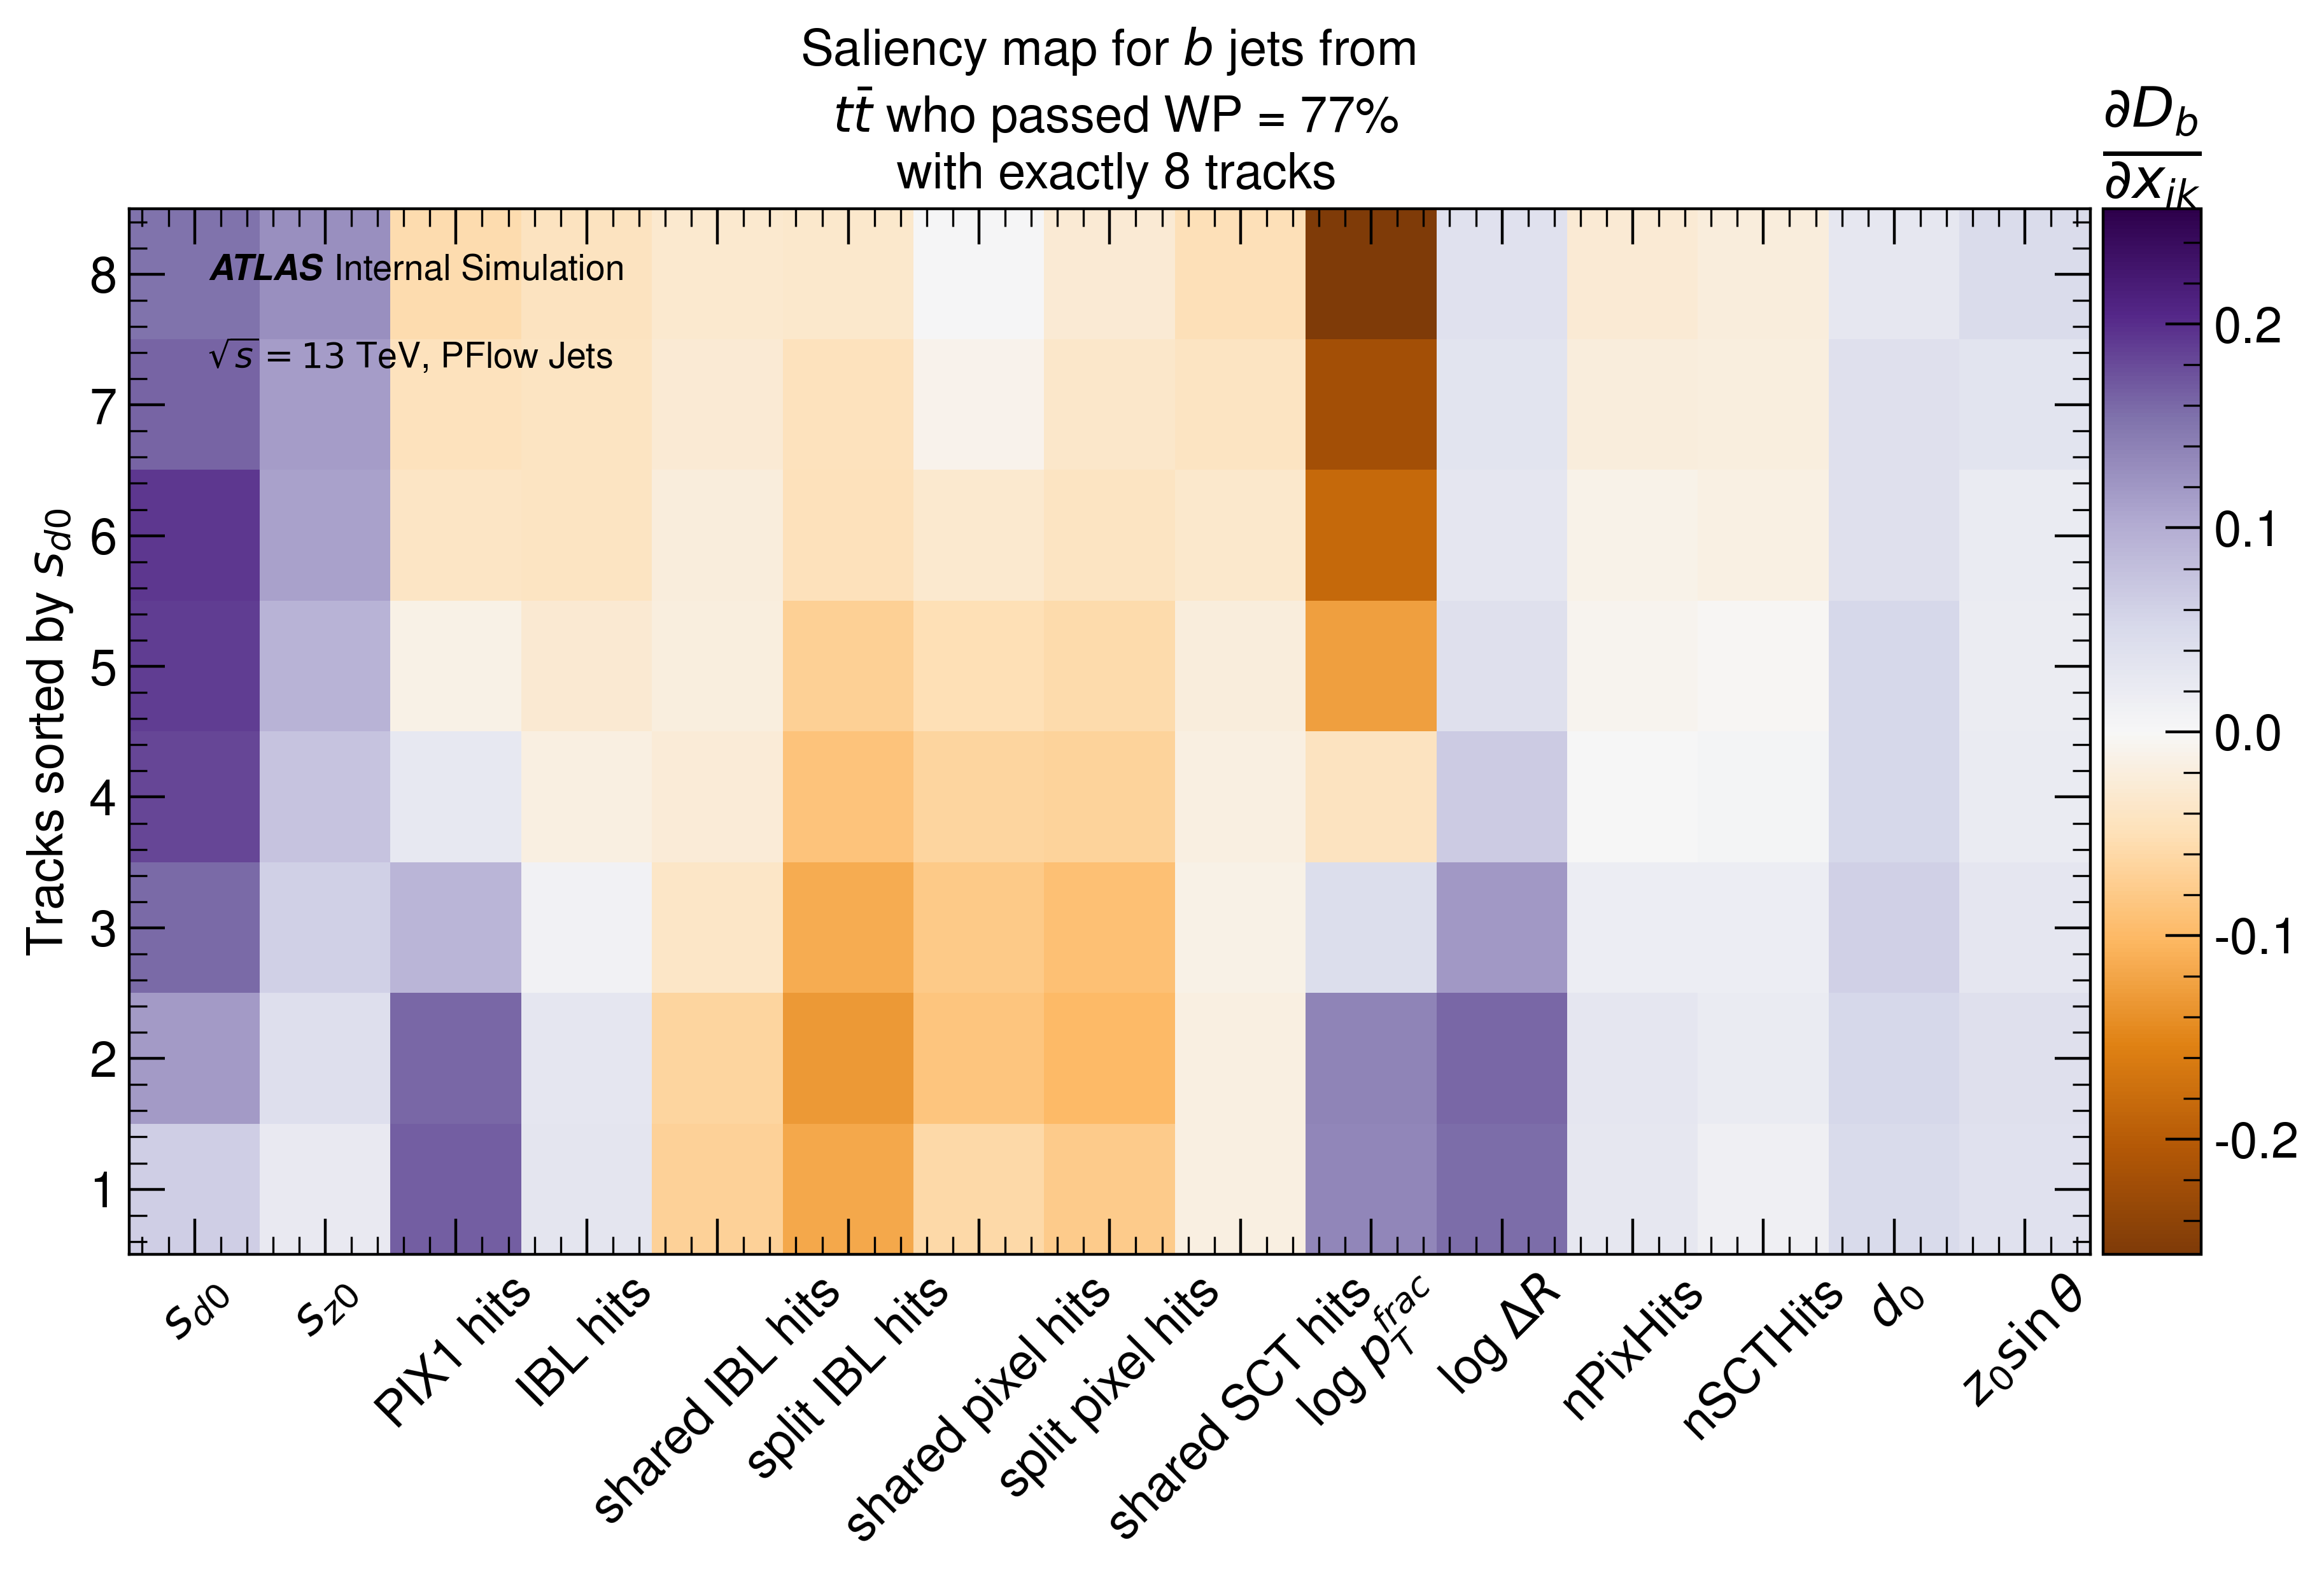 Saliency map for b jets from
tt̄ who passed WP = 77%
with exactly 8 tracks
∂D_b
∂x_ik
ATLAS Internal Simulation
√s = 13 TeV, PFlow Jets
Tracks sorted by s_d0
8
7
6
5
4
3
2
1
0.2
0.1
0.0
-0.1
-0.2
s_d0
s_z0
PIX1 hits
IBL hits
shared IBL hits
split IBL hits
shared pixel hits
split pixel hits
shared SCT hits
log p_T^frac
log ΔR
nPixHits
nSCTHits
d_0
z_0 sin θ